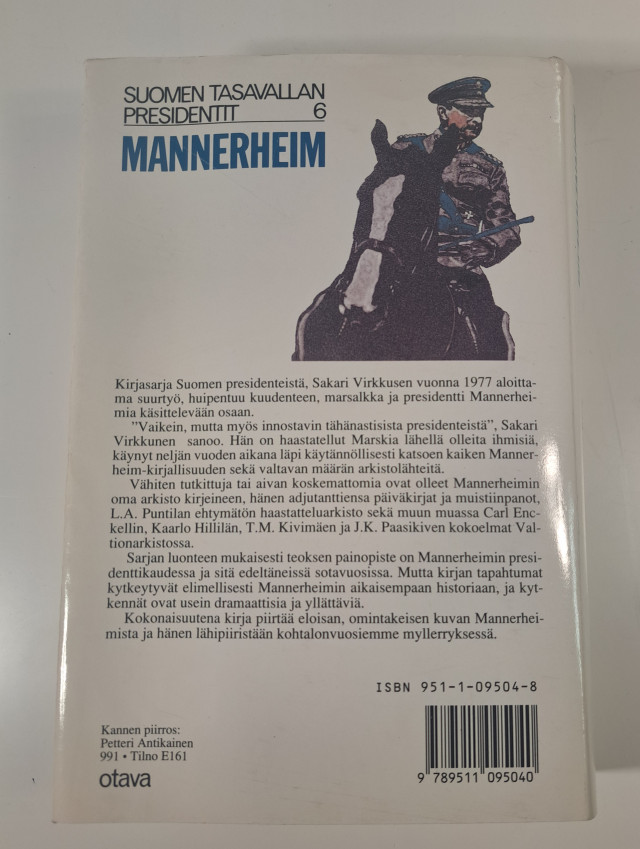 SUOMEN TASAVALLAN
PRESIDENTIT 6
MANNERHEIM
Kirjasarja Suomen presidenteistä, Sakari Virkkusen vuonna 1977 aloitta-
ma suurtyö, huipentuu kuudenteen, marsalkka ja presidentti Mannerhei-
mia käsittelevään osaan.
"Vaikein, mutta myös innostavin tähänastisista presidenteistä", Sakari
Virkkunen sanoo. Hän on haastatellut Marskia lähellä olleita ihmisiä,
käynyt neljän vuoden aikana läpi käytännöllisesti katsoen kaiken Manner-
heim-kirjallisuuden sekä valtavan määrän arkistolähteitä.
Vähiten tutkittuja tai aivan koskemattomia ovat olleet Mannerheimin
oma arkisto kirjeineen, hänen adjutanttiensa päiväkirjat ja muistiinpanot,
L.A. Puntilan ehtymätön haastatteluarkisto sekä muun muassa Carl Enc-
kellin, Kaarlo Hillilän, T.M. Kivimäen ja J.K. Paasikiven kokoelmat Val-
tionarkistossa.
Sarjan luonteen mukaisesti teoksen painopiste on Mannerheimin presi-
denttikaudessa ja sitä edeltäneissä sotavuosissa. Mutta kirjan tapahtumat
kytkeytyvät elimellisesti Mannerheimin aikaisempaan historiaan, ja kyt-
kennät ovat usein dramaattisia ja yllättäviä.
Kokonaisuutena kirja piirtää eloisan, omintakeisen kuvan Mannerhei-
mista ja hänen lähipiiristään kohtalonvuosiemme myllerryksessä.
ISBN 951-1-09504-8
Kannen piirros:
Petteri Antikainen
991 • Tilno E161
otava
9 789511 095040